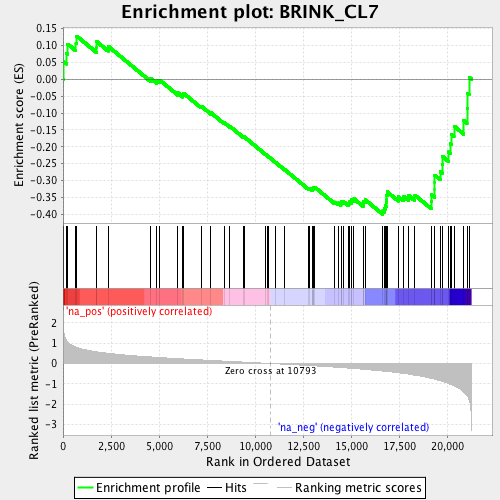 Enrichment plot: BRINK_CL7
Enrichment score (ES)
0.15
0.10
0.05
0.00
-0.05
-0.10
-0.15
-0.20
-0.25
-0.30
-0.35
-0.40
'na_pos' (positively correlated)
Ranked list metric (PreRanked)
2
1
0
-1
-2
-3
Zero cross at 10793
'na_neg' (negatively correlated)
0
2,500
5,000
7,500
10,000
12,500
15,000
17,500
20,000
Rank in Ordered Dataset
Enrichment profile
Hits
Ranking metric scores